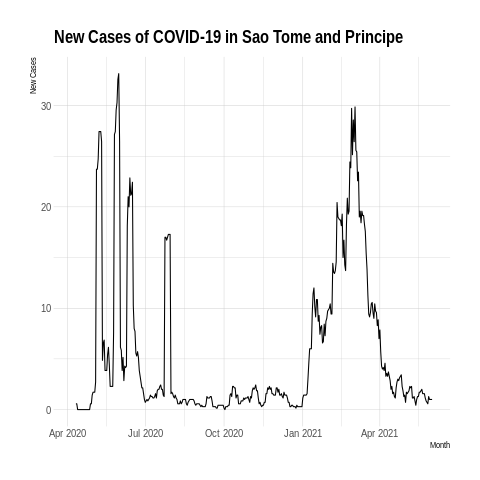 New Cases of COVID-19 in Sao Tome and Principe
New Cases
30
20
10
0
Apr 2020 Jul 2020 Oct 2020 Jan 2021 Apr 2021
Month